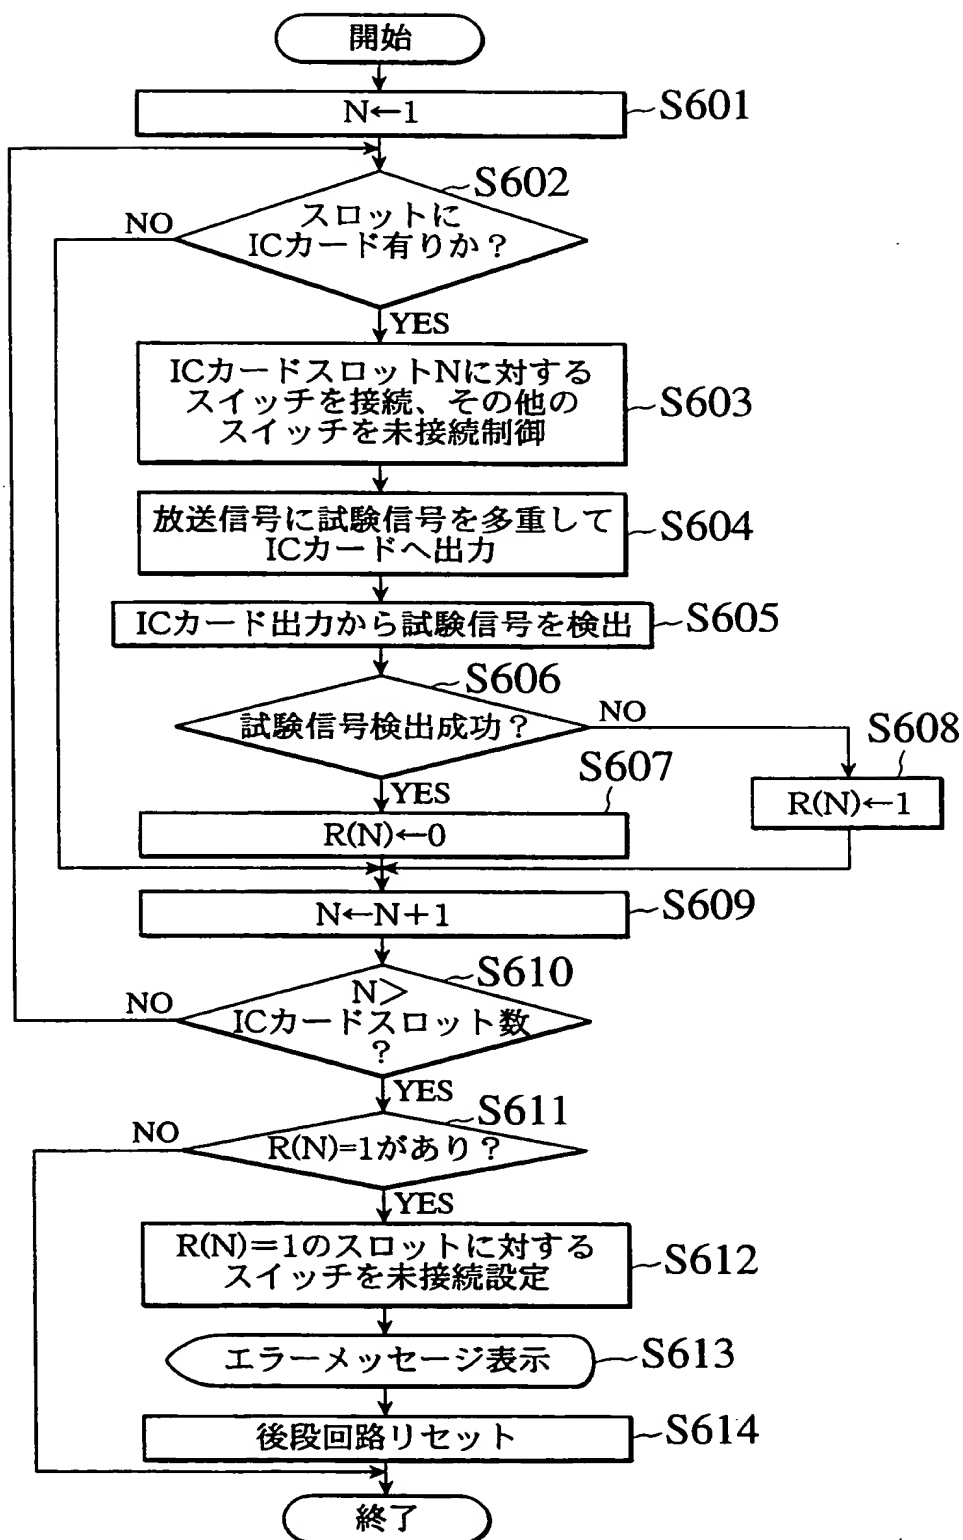 開始
N←1
S601
S602
NO
スロットに
ICカード有りか？
YES
ICカードスロットNに対する
スイッチを接続、その他の
スイッチを未接続制御
S603
放送信号に試験信号を多重して
ICカードへ出力
S604
ICカード出力から試験信号を検出
S605
S606
試験信号検出成功？
NO
S608
S607
YES
R(N)←1
R(N)←0
N←N＋1
S609
S610
NO
N＞
ICカードスロット数
？
YES
S611
NO
R(N)=1があり？
YES
R(N)＝1のスロットに対する
スイッチを未接続設定
S612
エラーメッセージ表示
S613
後段回路リセット
S614
終了